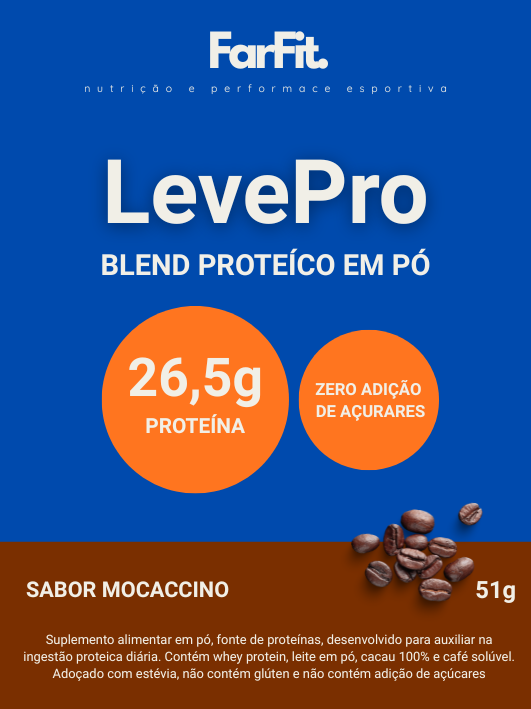 FarFit.
nutrição e performace esportiva
LevePro
BLEND PROTEÍCO EM PÓ
26,5g
PROTEÍNA
ZERO ADIÇÃO
DE AÇURARES
SABOR MOCACCINO
51g
Suplemento alimentar em pó, fonte de proteínas, desenvolvido para auxiliar na
ingestão proteica diária. Contém whey protein, leite em pó, cacau 100% e café solúvel.
Adoçado com estévia, não contém glúten e não contém adição de açúcares